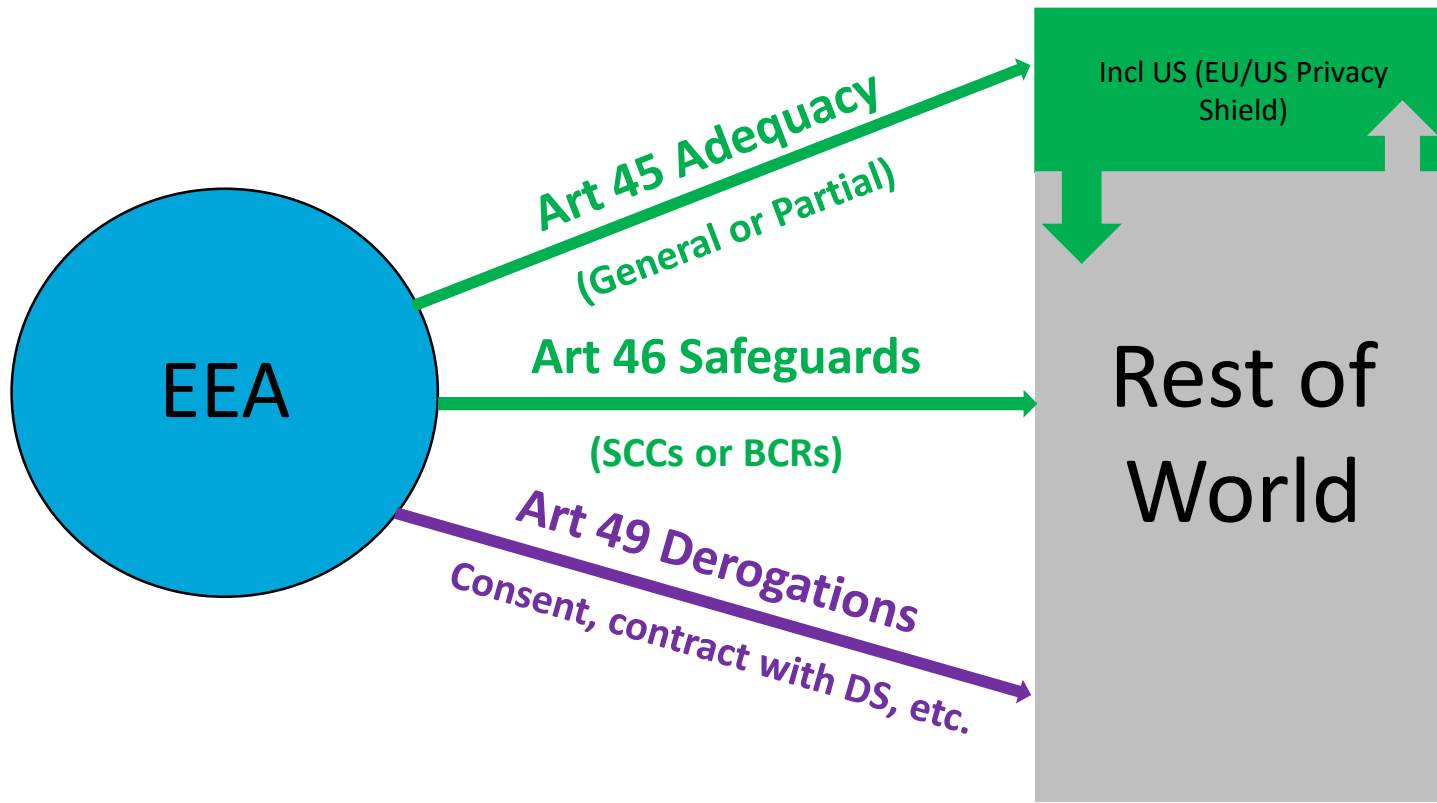 Incl US (EU/US Privacy
Shield)
Art 45 Adequacy
(General or Partial)
EEA
Art 46 Safeguards
(SCCs or BCRs)
Rest of
World
Art 49 Derogations
Consent, contract with DS, etc.